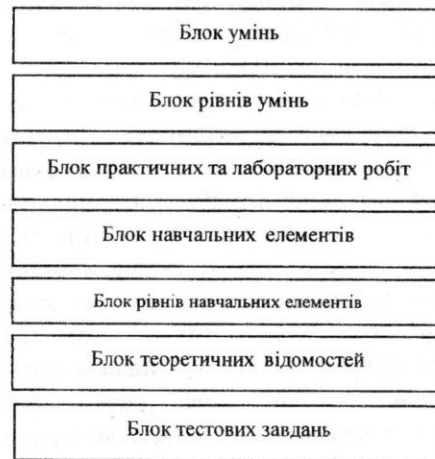 Блок умінь
Блок рівнів умінь
Блок практичних та лабораторних робіт
Блок навчальних елементів
Блок рівнів навчальних елементів
Блок теоретичних відомостей
Блок тестових завдань